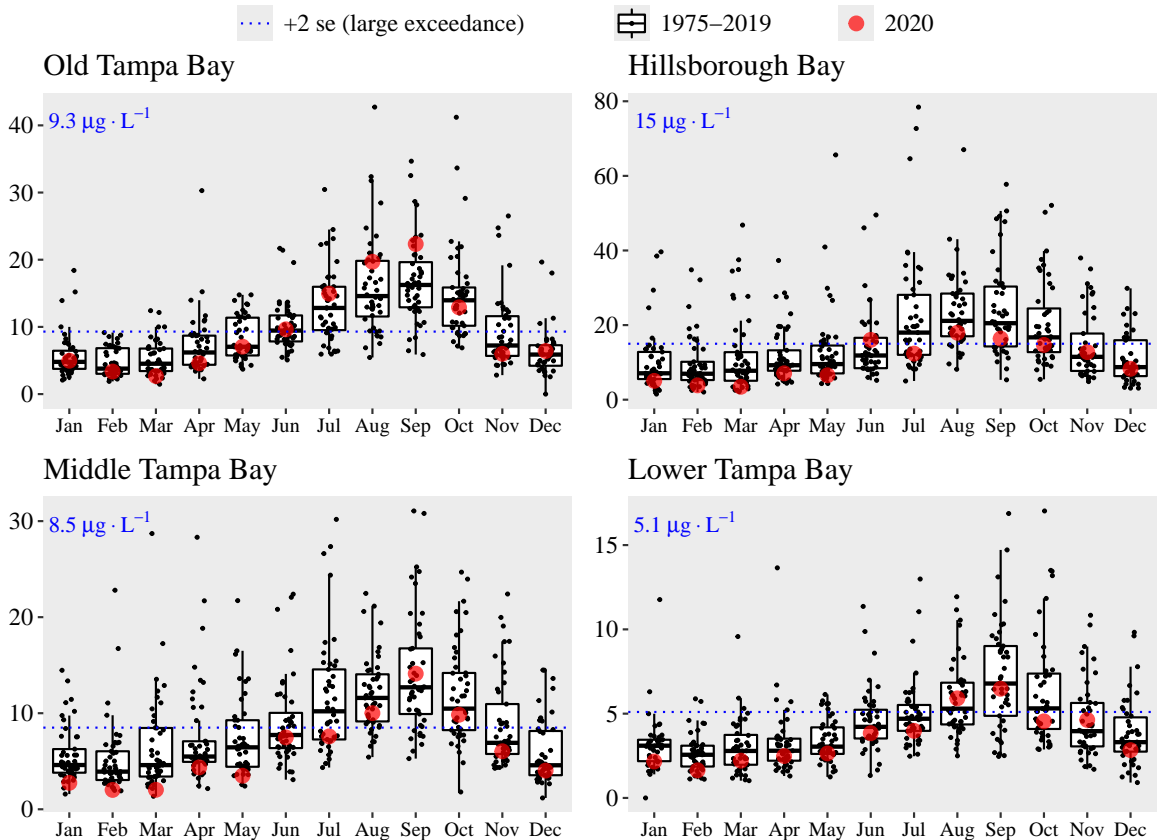 +2 se (large exceedance) 1975–2019 2020
Old Tampa Bay
9.3 μg · L⁻¹
40
30
20
10
0
Jan Feb Mar Apr May Jun Jul Aug Sep Oct Nov Dec
Hillsborough Bay
15 μg · L⁻¹
80
60
40
20
0
Jan Feb Mar Apr May Jun Jul Aug Sep Oct Nov Dec
Middle Tampa Bay
8.5 μg · L⁻¹
30
20
10
0
Jan Feb Mar Apr May Jun Jul Aug Sep Oct Nov Dec
Lower Tampa Bay
5.1 μg · L⁻¹
15
10
5
0
Jan Feb Mar Apr May Jun Jul Aug Sep Oct Nov Dec